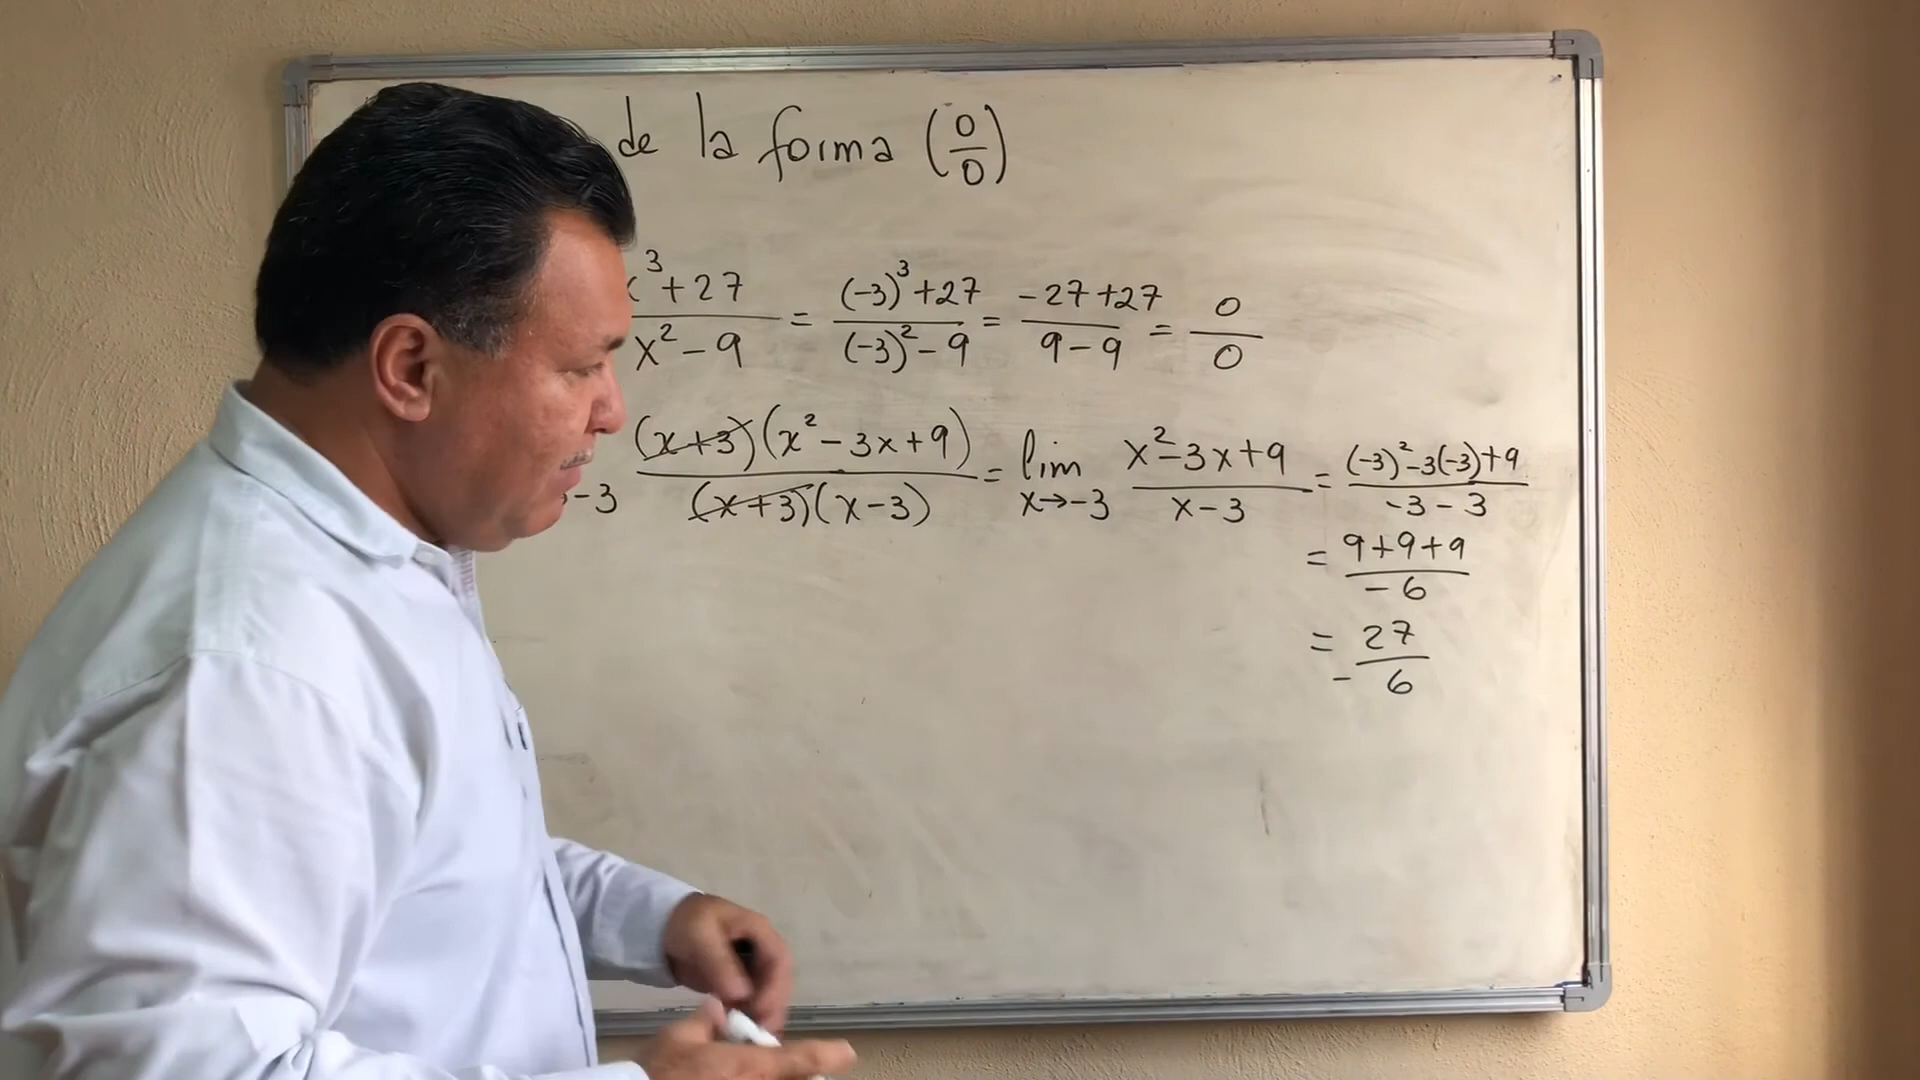 de la forma (0/0)
³+27 / x²-9 = (-3)³+27 / (-3)²-9 = -27+27 / 9-9 = 0/0
-3 (x+3)(x²-3x+9) / (x+3)(x-3) = lim x→-3 x²-3x+9 / x-3 = (-3)²-3(-3)+9 / -3-3
= 9+9+9 / -6
= - 27/6